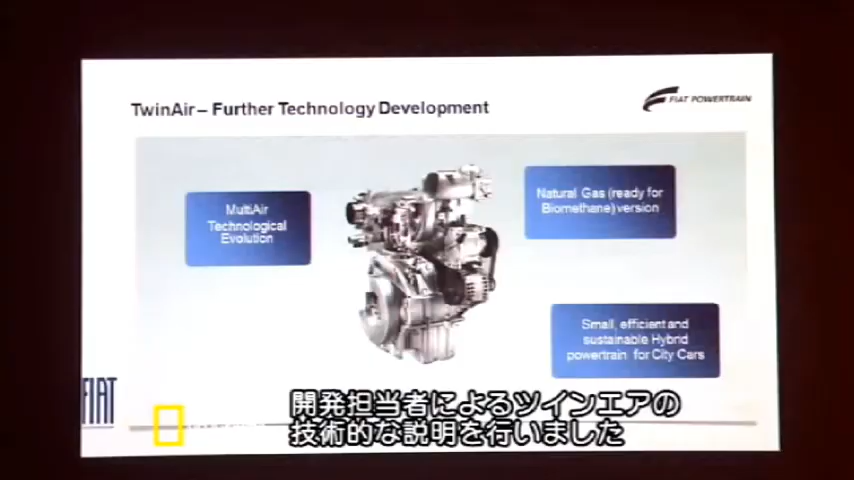 TwinAir – Further Technology Development
FIAT POWERTRAIN
MultiAir
Technological
Evolution
Natural Gas (ready for
Biomethane) version
Small, efficient and
sustainable Hybrid
powertrain for City Cars
FIAT
開発担当者によるツインエアの
技術的な説明を行いました